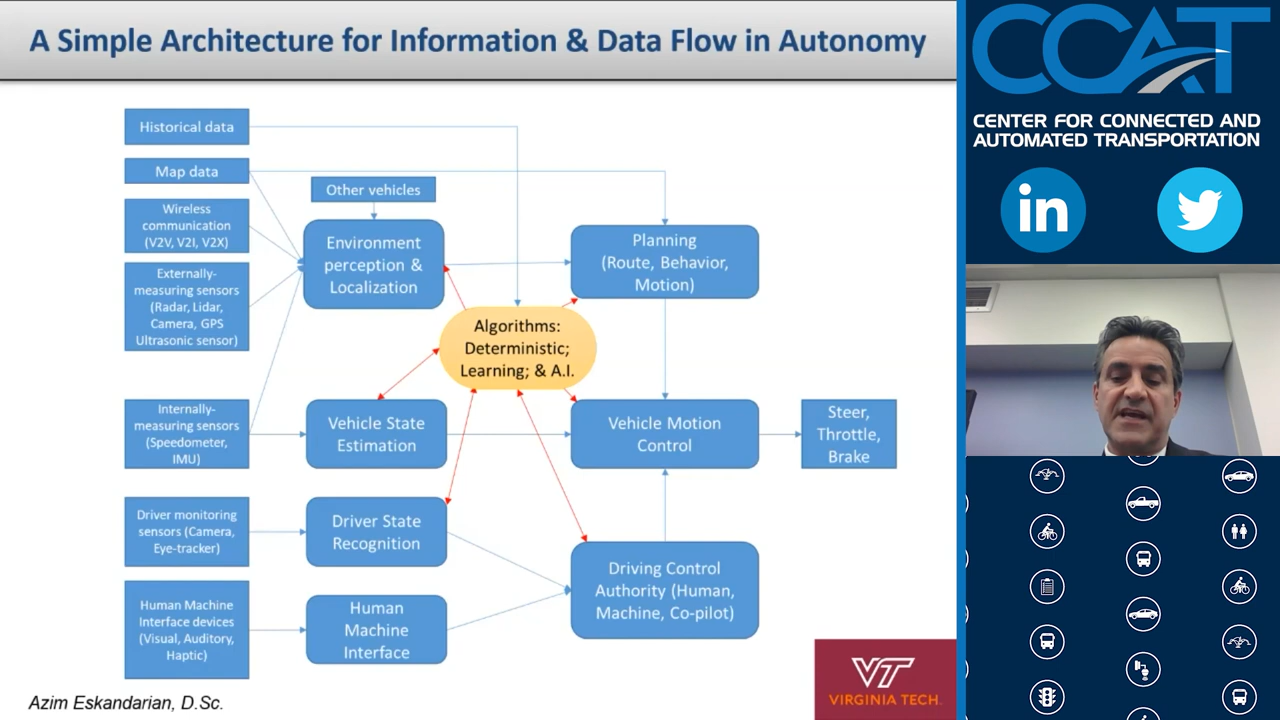 A Simple Architecture for Information & Data Flow in Autonomy
Historical data
Map data
Other vehicles
Wireless
communication
(V2V, V2I, V2X)
Environment
perception &
Localization
Planning
(Route, Behavior,
Motion)
Externally-
measuring sensors
(Radar, Lidar,
Camera, GPS
Ultrasonic sensor)
Algorithms:
Deterministic;
Learning; & A.I.
Internally-
measuring sensors
(Speedometer,
IMU)
Vehicle State
Estimation
Vehicle Motion
Control
Steer,
Throttle,
Brake
Driver monitoring
sensors (Camera,
Eye-tracker)
Driver State
Recognition
Driving Control
Authority (Human,
Machine, Co-pilot)
Human Machine
Interface devices
(Visual, Auditory,
Haptic)
Human
Machine
Interface
Azim Eskandarian, D.Sc.
VT
VIRGINIA TECH.
CCAT
CENTER FOR CONNECTED AND
AUTOMATED TRANSPORTATION
in